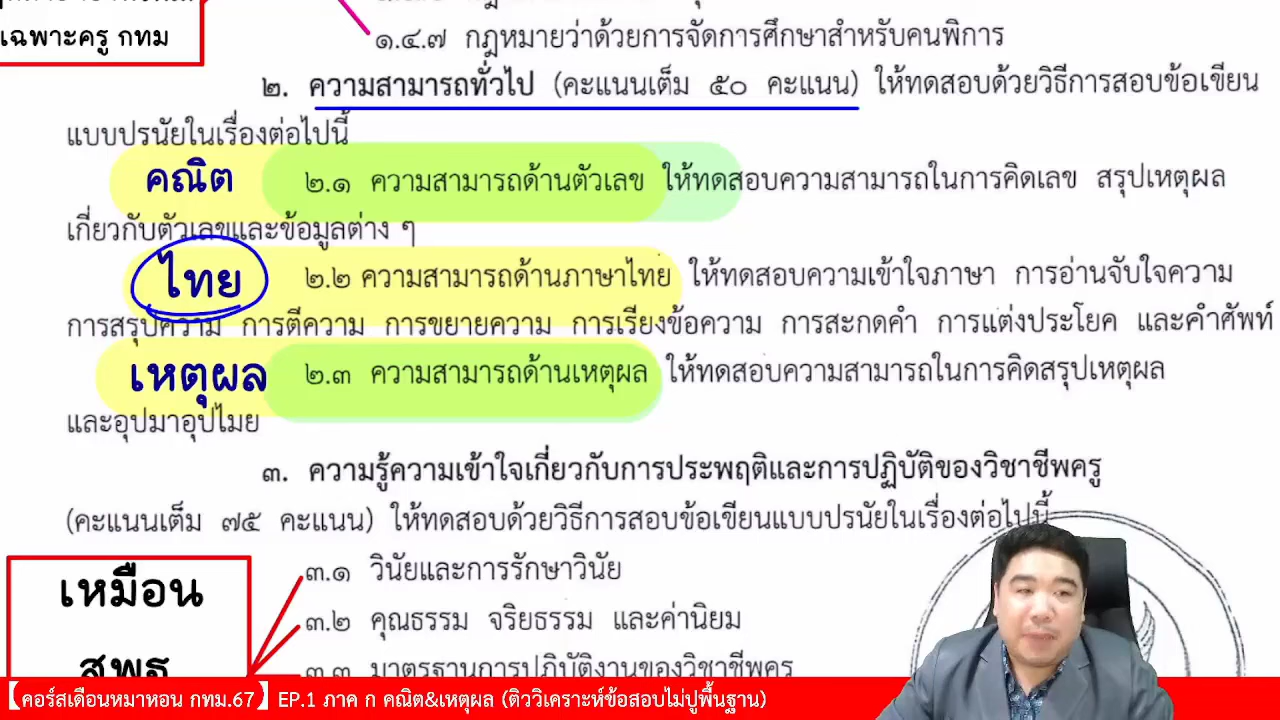 เฉพาะครู กทม
๑.๔.๗ กฎหมายว่าด้วยการจัดการศึกษาสำหรับคนพิการ
๒. ความสามารถทั่วไป (คะแนนเต็ม ๕๐ คะแนน) ให้ทดสอบด้วยวิธีการสอบข้อเขียน
แบบปรนัยในเรื่องต่อไปนี้
คณิต ๒.๑ ความสามารถด้านตัวเลข ให้ทดสอบความสามารถในการคิดเลข สรุปเหตุผล
เกี่ยวกับตัวเลขและข้อมูลต่าง ๆ
ไทย ๒.๒ ความสามารถด้านภาษาไทย ให้ทดสอบความเข้าใจภาษา การอ่านจับใจความ
การสรุปความ การตีความ การขยายความ การเรียงข้อความ การสะกดคำ การแต่งประโยค และคำศัพท์
เหตุผล ๒.๓ ความสามารถด้านเหตุผล ให้ทดสอบความสามารถในการคิดสรุปเหตุผล
และอุปมาอุปไมย
๓. ความรู้ความเข้าใจเกี่ยวกับการประพฤติและการปฏิบัติของวิชาชีพครู
(คะแนนเต็ม ๗๕ คะแนน) ให้ทดสอบด้วยวิธีการสอบข้อเขียนแบบปรนัยในเรื่องต่อไปนี้
เหมือน
๓.๑ วินัยและการรักษาวินัย
๓.๒ คุณธรรม จริยธรรม และค่านิยม
๓.๓ มาตรฐานการปฏิบัติงานของวิชาชีพครู
【คอร์สเดือนหมาหอน กทม.67】EP.1 ภาค ก คณิต&เหตุผล (ติววิเคราะห์ข้อสอบไม่ปูพื้นฐาน)